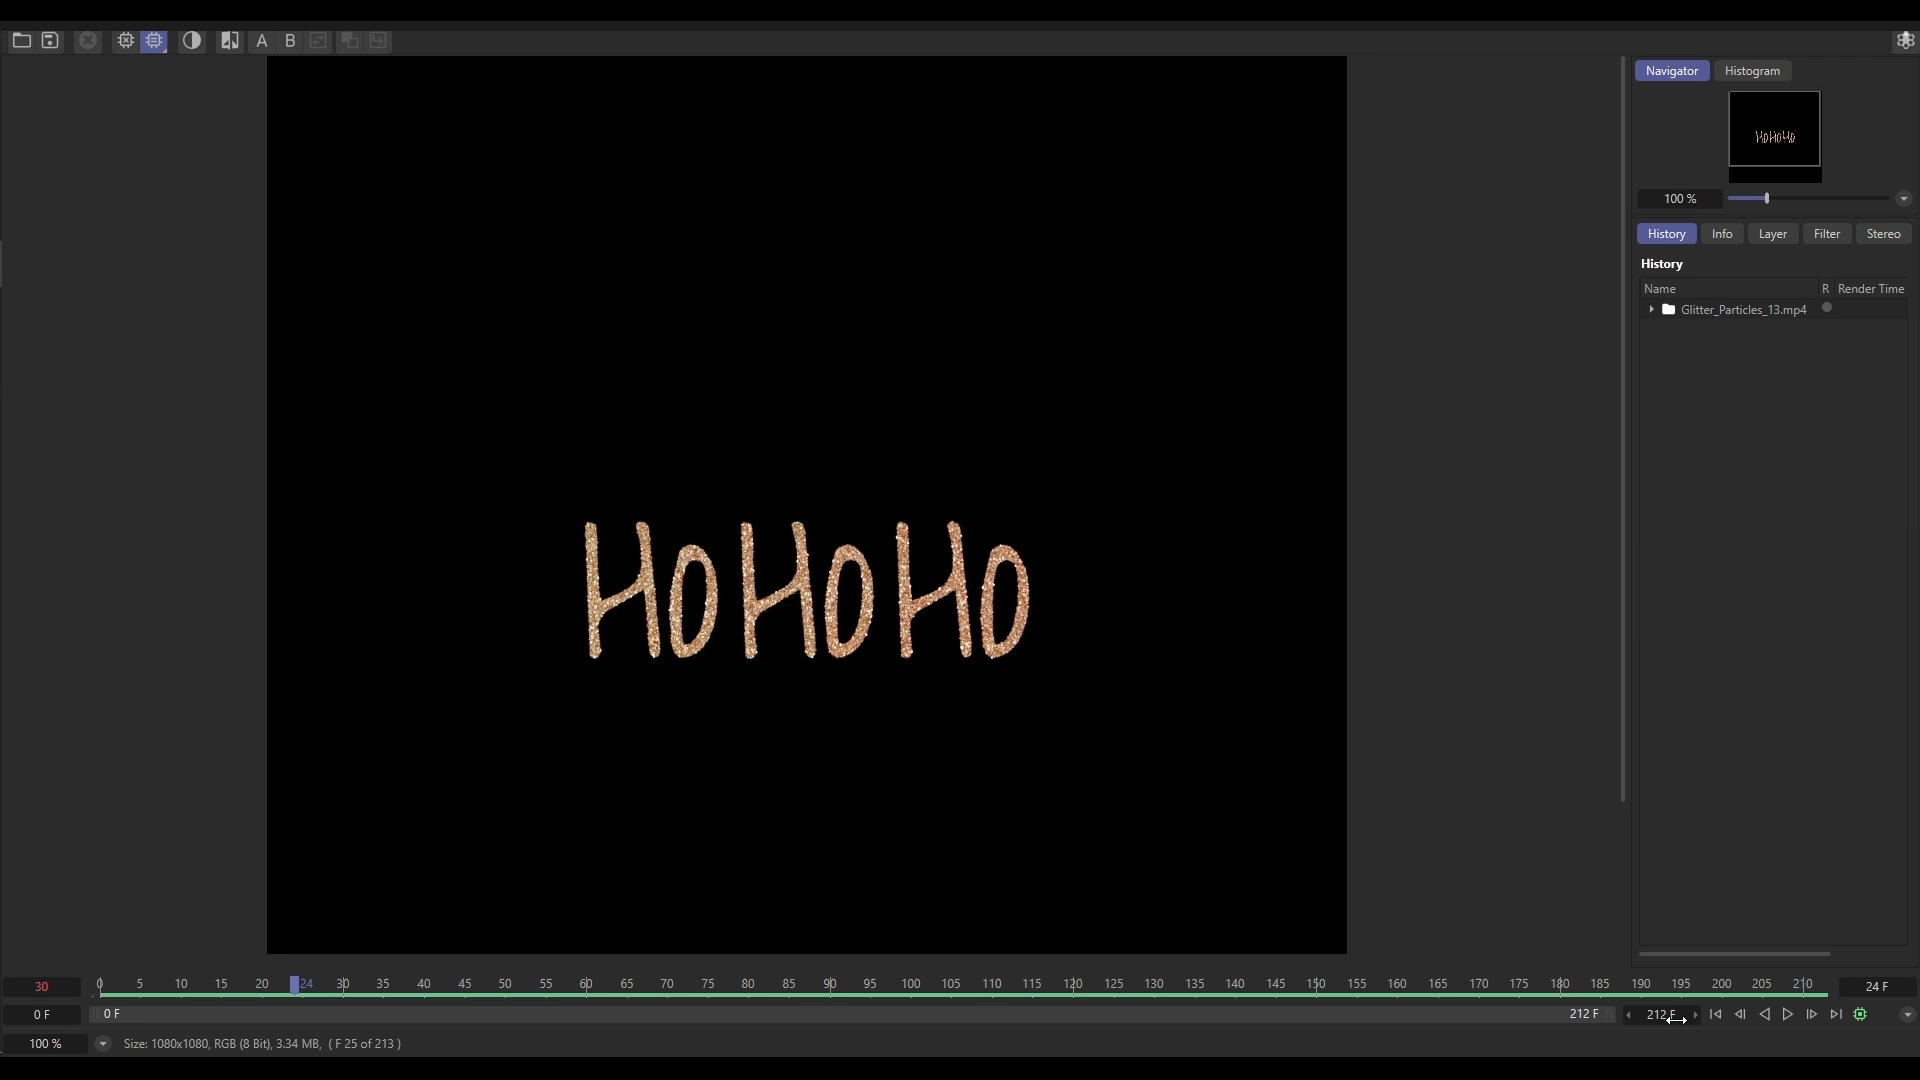 A B
Navigator Histogram
HoHoHo
100 %
History Info Layer Filter Stereo
History
Name R Render Time
Glitter_Particles_13.mp4
HoHoHo
30 0 5 10 15 20 24 30 35 40 45 50 55 60 65 70 75 80 85 90 95 100 105 110 115 120 125 130 135 140 145 150 155 160 165 170 175 180 185 190 195 200 205 210 24 F
0 F 0 F 212 F 212 F
100 % Size: 1080x1080, RGB (8 Bit), 3.34 MB, ( F 25 of 213 )